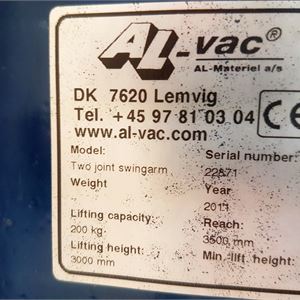 AL-vac®
AL-Materiel a/s
DK 7620 Lemvig
Tel. +45 97 81 03 04
www.al-vac.com
CE
Model: Serial number:
Two joint swingarm 22871
Weight Year
2011
Lifting capacity: Reach:
200 kg 3500 mm
Lifting height: Min. lift. height:
3000 mm